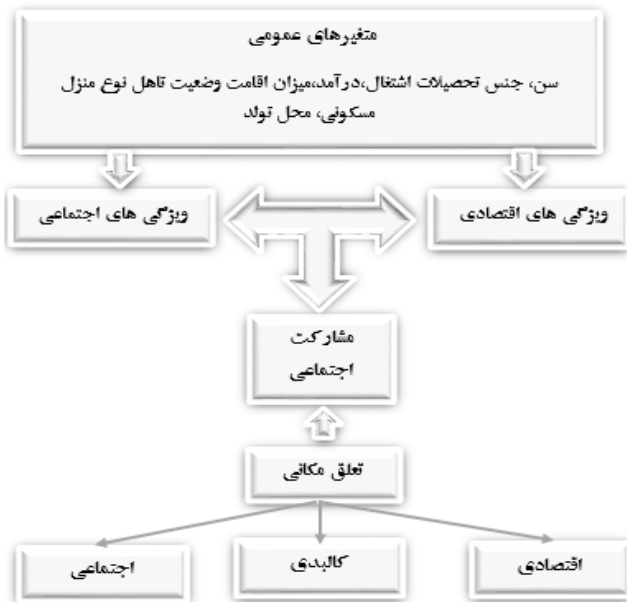 متغیرهای عمومی
سن، جنس تحصیلات اشتغال،درآمد،میزان اقامت وضعیت تاهل نوع منزل
مسکونی، محل تولد
ویژگی های اقتصادی
ویژگی های اجتماعی
مشارکت
اجتماعی
تعلق مکانی
اقتصادی
کالبدی
اجتماعی